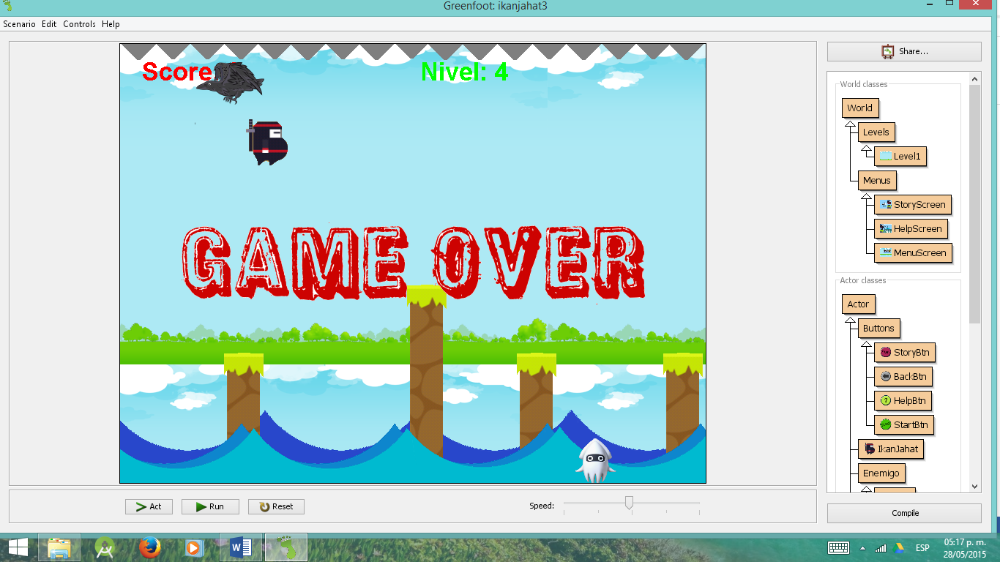 Greenfoot: ikanjahat3
Scenario Edit Controls Help
Share...
Score
Nivel: 4
GAME OVER
World classes
World
Levels
Level1
Menus
StoryScreen
HelpScreen
MenuScreen
Actor classes
Actor
Buttons
StoryBtn
BackBtn
HelpBtn
StartBtn
IkanJahat
Enemigo
Act
Run
Reset
Speed:
Compile
ESP
05:17 p. m.
28/05/2015